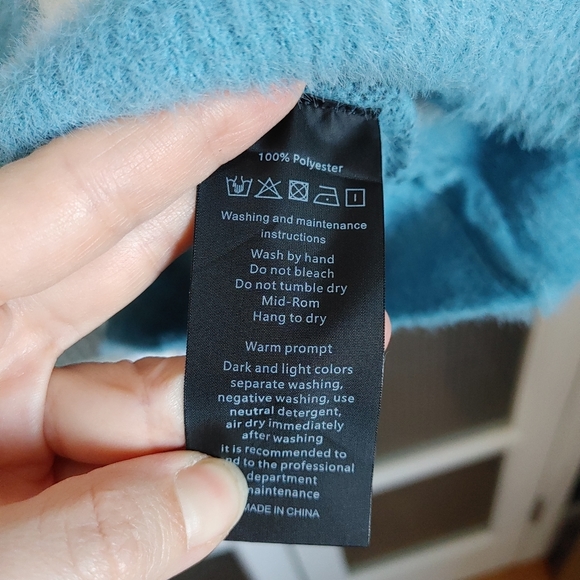 100% Polyester
Washing and maintenance
instructions
Wash by hand
Do not bleach
Do not tumble dry
Mid-Rom
Hang to dry
Warm prompt
Dark and light colors
separate washing,
negative washing, use
neutral detergent,
air dry immediately
after washing
it is recommended to
to the professional
department
MADE IN CHINA